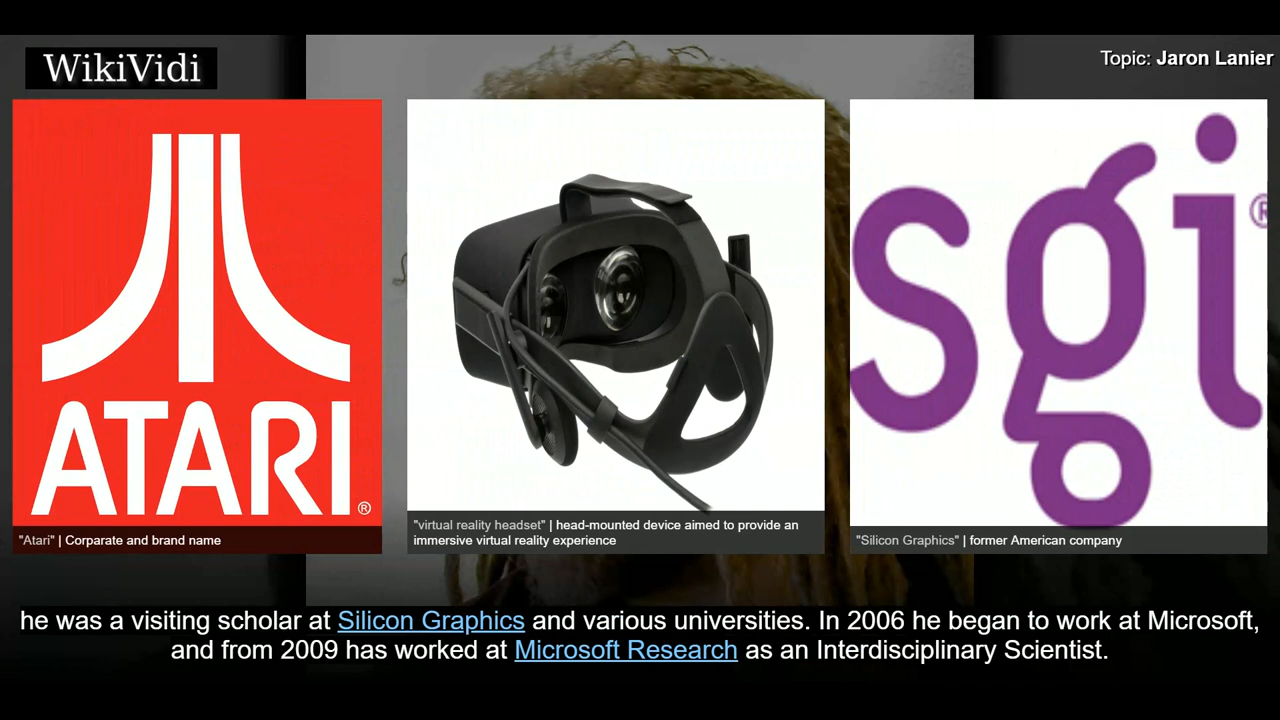 WikiVidi
Topic: Jaron Lanier
ATARI®
"Atari" | Corparate and brand name
"virtual reality headset" | head-mounted device aimed to provide an
immersive virtual reality experience
sgi®
"Silicon Graphics" | former American company
he was a visiting scholar at Silicon Graphics and various universities. In 2006 he began to work at Microsoft,
and from 2009 has worked at Microsoft Research as an Interdisciplinary Scientist.